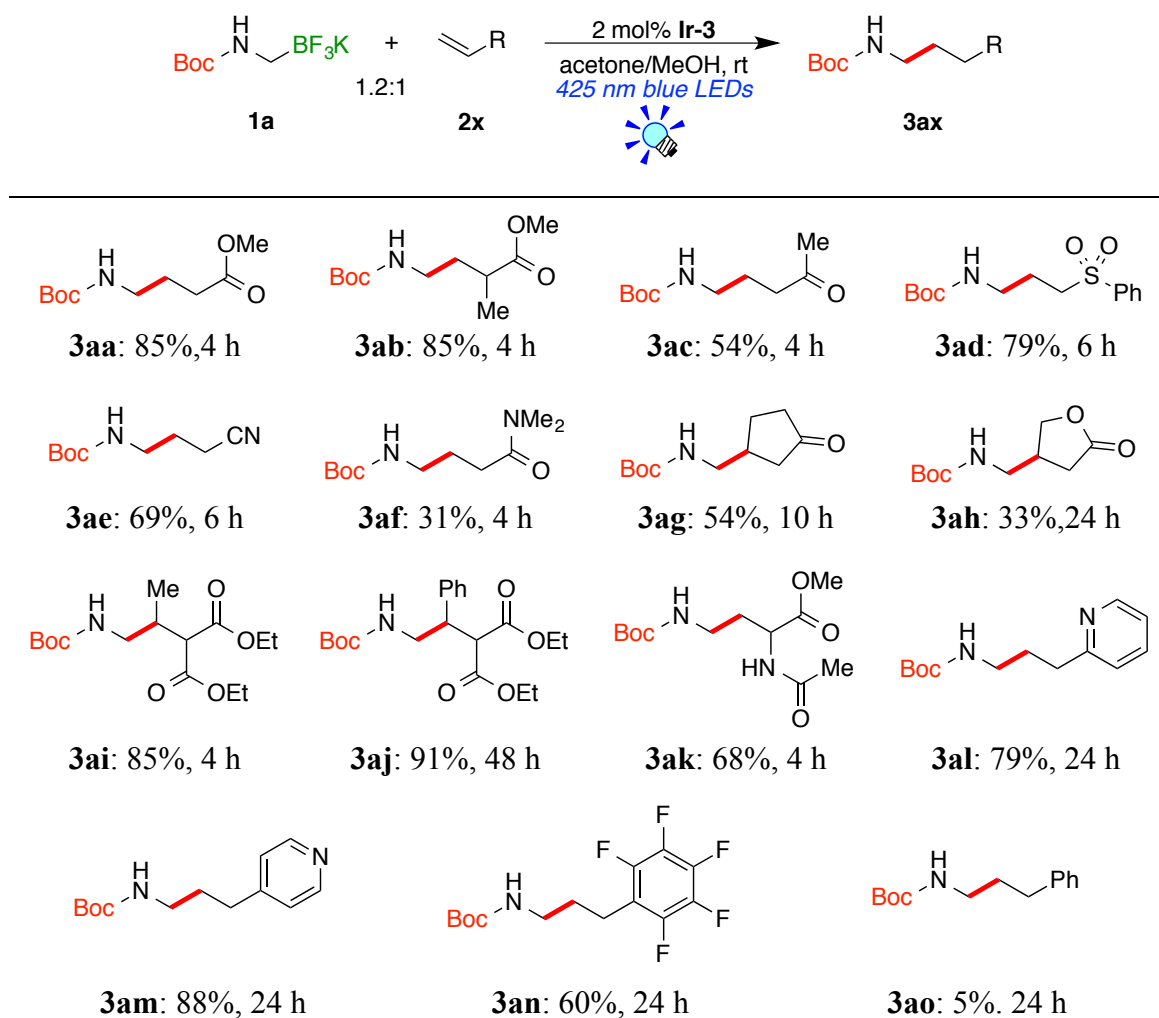 H
N
Boc
BF3K
1a
+
1.2:1
R
2x
2 mol% Ir-3
acetone/MeOH, rt
425 nm blue LEDs
H
N
Boc
R
3ax
H
N
Boc
OMe
O
3aa: 85%,4 h
H
N
Boc
OMe
O
Me
3ab: 85%, 4 h
H
N
Boc
Me
O
3ac: 54%, 4 h
H
N
Boc
O O
S
Ph
3ad: 79%, 6 h
H
N
Boc
CN
3ae: 69%, 6 h
H
N
Boc
NMe2
O
3af: 31%, 4 h
H
N
Boc
O
3ag: 54%, 10 h
H
N
Boc
O
O
3ah: 33%,24 h
H
N
Boc
Me
O
OEt
O
OEt
3ai: 85%, 4 h
H
N
Boc
Ph
O
OEt
O
OEt
3aj: 91%, 48 h
H
N
Boc
OMe
O
HN
Me
O
3ak: 68%, 4 h
H
N
Boc
N
3al: 79%, 24 h
H
N
Boc
N
3am: 88%, 24 h
H
N
Boc
F
F
F
F
F
3an: 60%, 24 h
H
N
Boc
Ph
3ao: 5%. 24 h